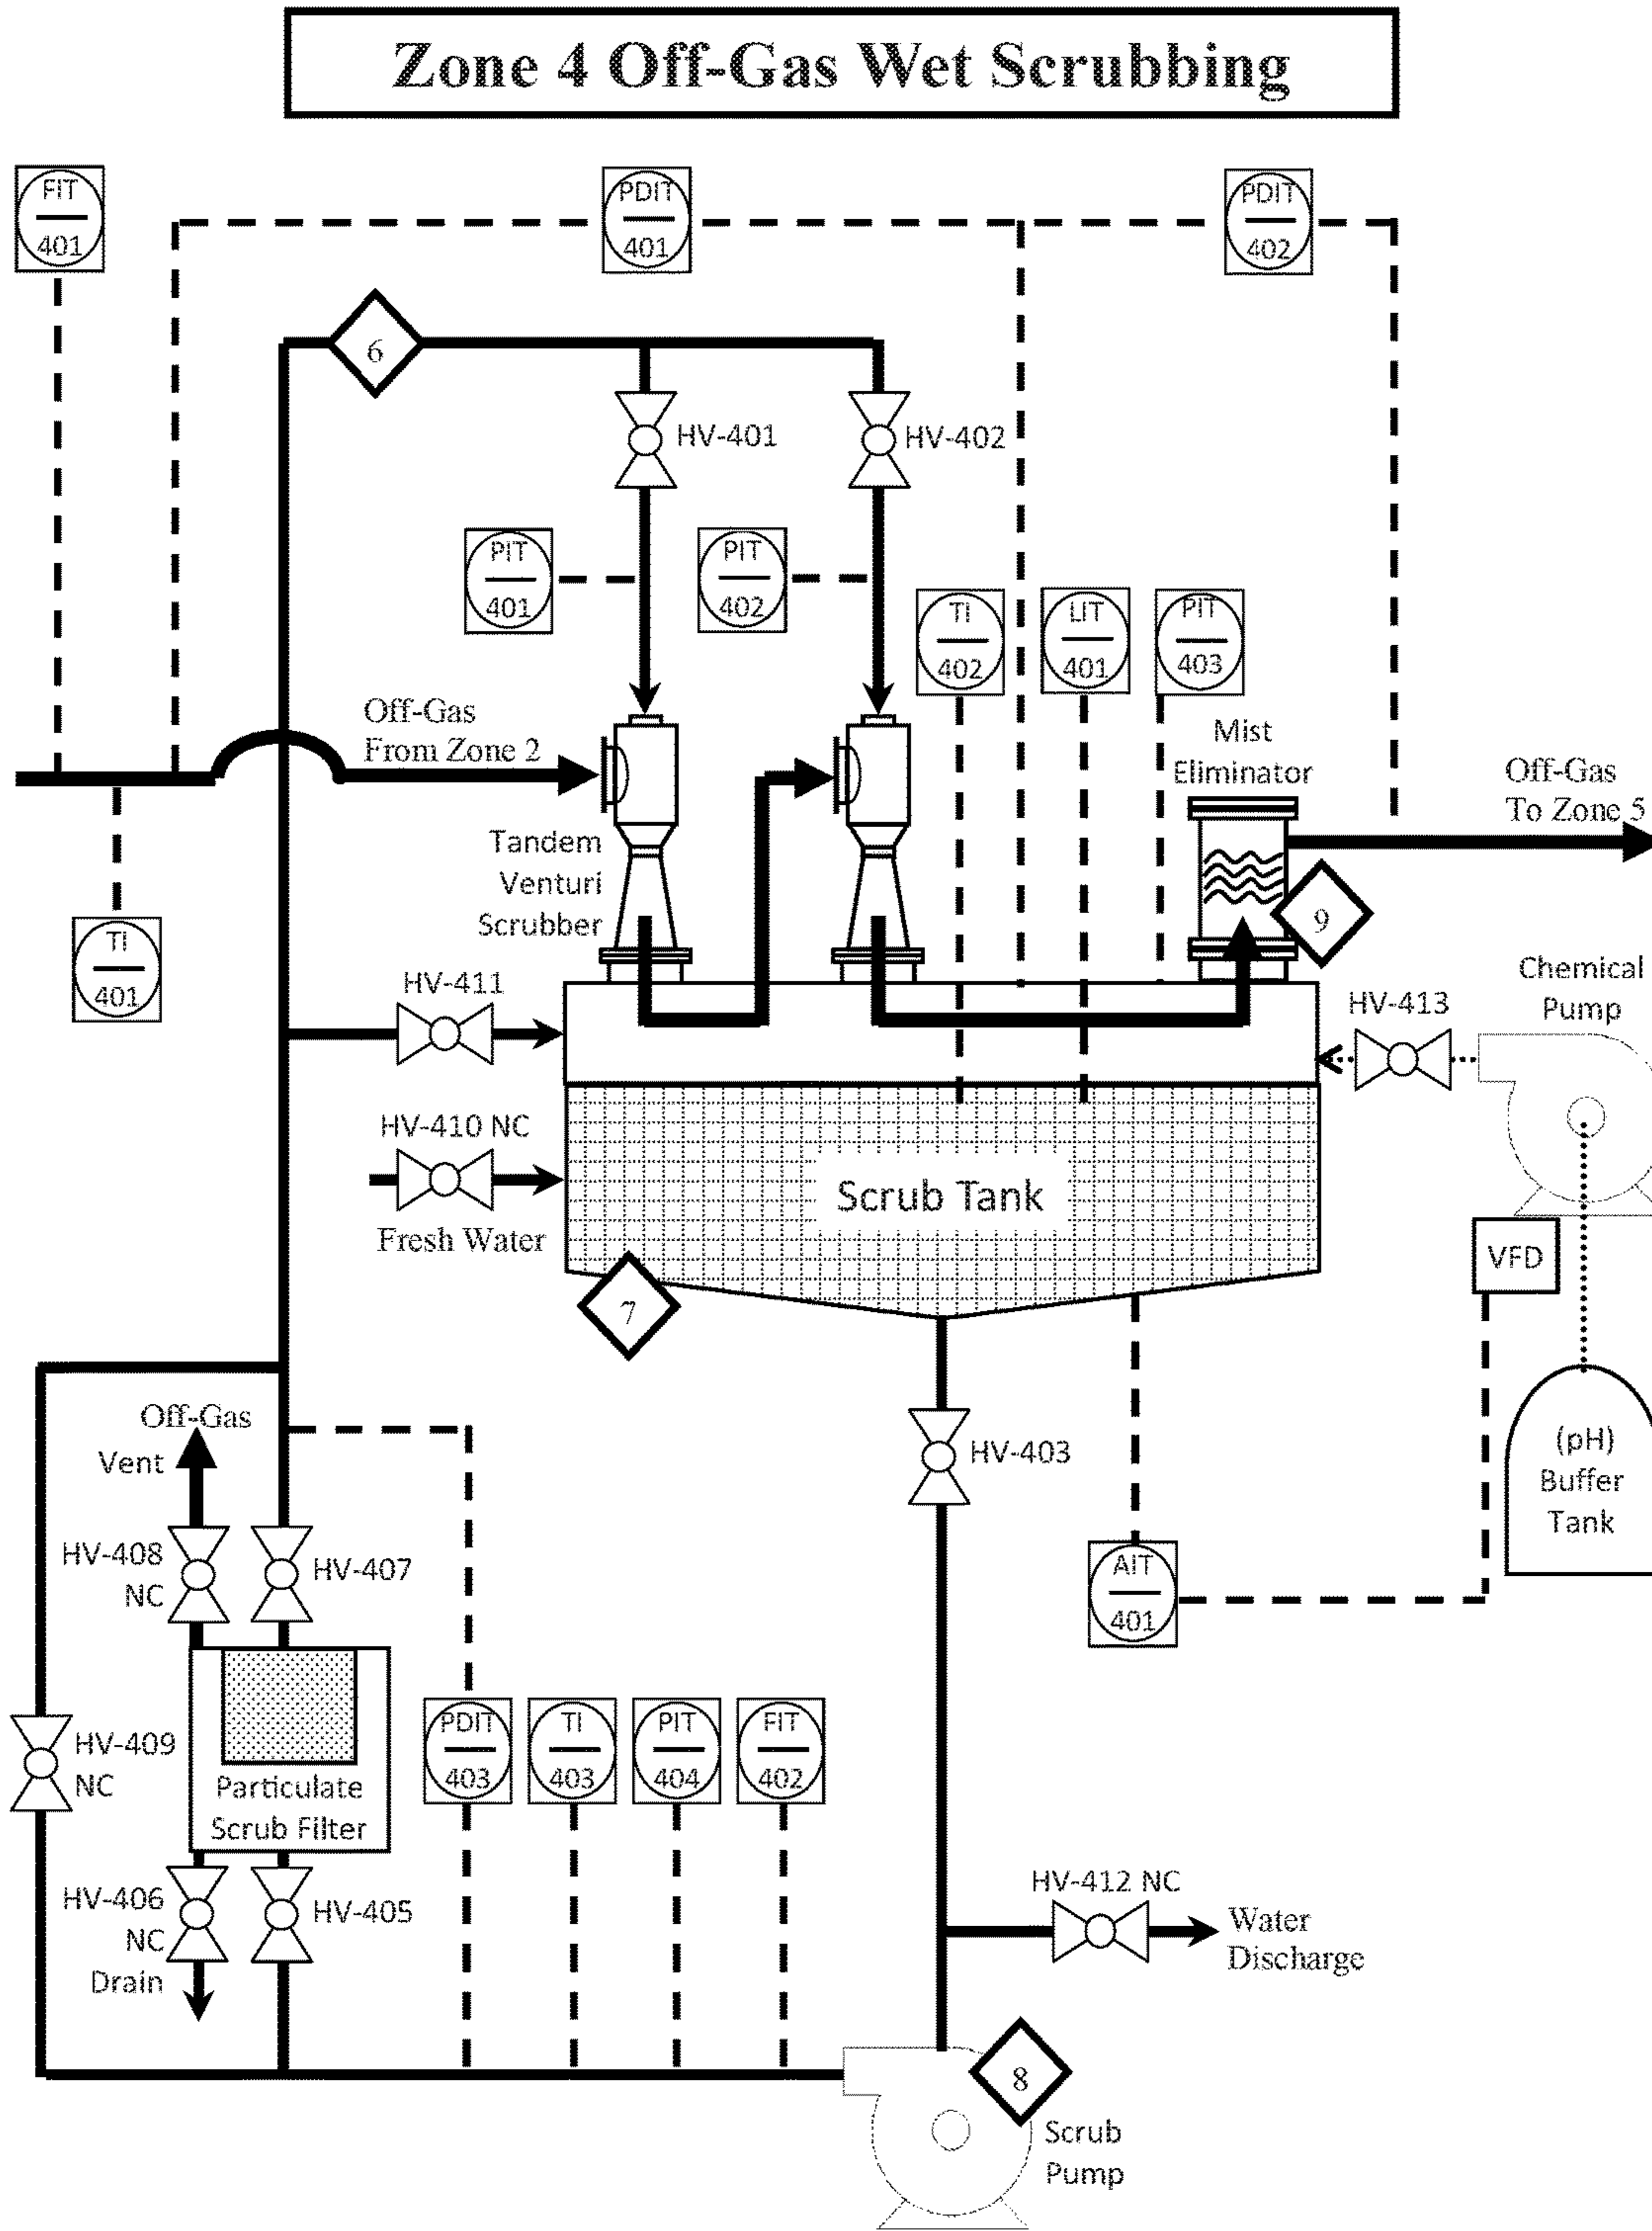 Zone 4 Off-Gas Wet Scrubbing
FIT
401
PDIT
401
PDIT
402
6
HV-401
HV-402
PIT
401
PIT
402
TI
402
LIT
401
PIT
403
Off-Gas
From Zone 2
Mist
Eliminator
Off-Gas
To Zone 5
Tandem
Venturi
Scrubber
9
TI
401
HV-411
Chemical
Pump
HV-413
HV-410 NC
Fresh Water
Scrub Tank
VFD
7
Off-Gas
Vent
HV-403
(pH)
Buffer
Tank
HV-408
NC
HV-407
AIT
401
HV-409
NC
Particulate
Scrub Filter
PDIT
403
TI
403
PIT
404
FIT
402
HV-406
NC
Drain
HV-405
HV-412 NC
Water
Discharge
8
Scrub
Pump